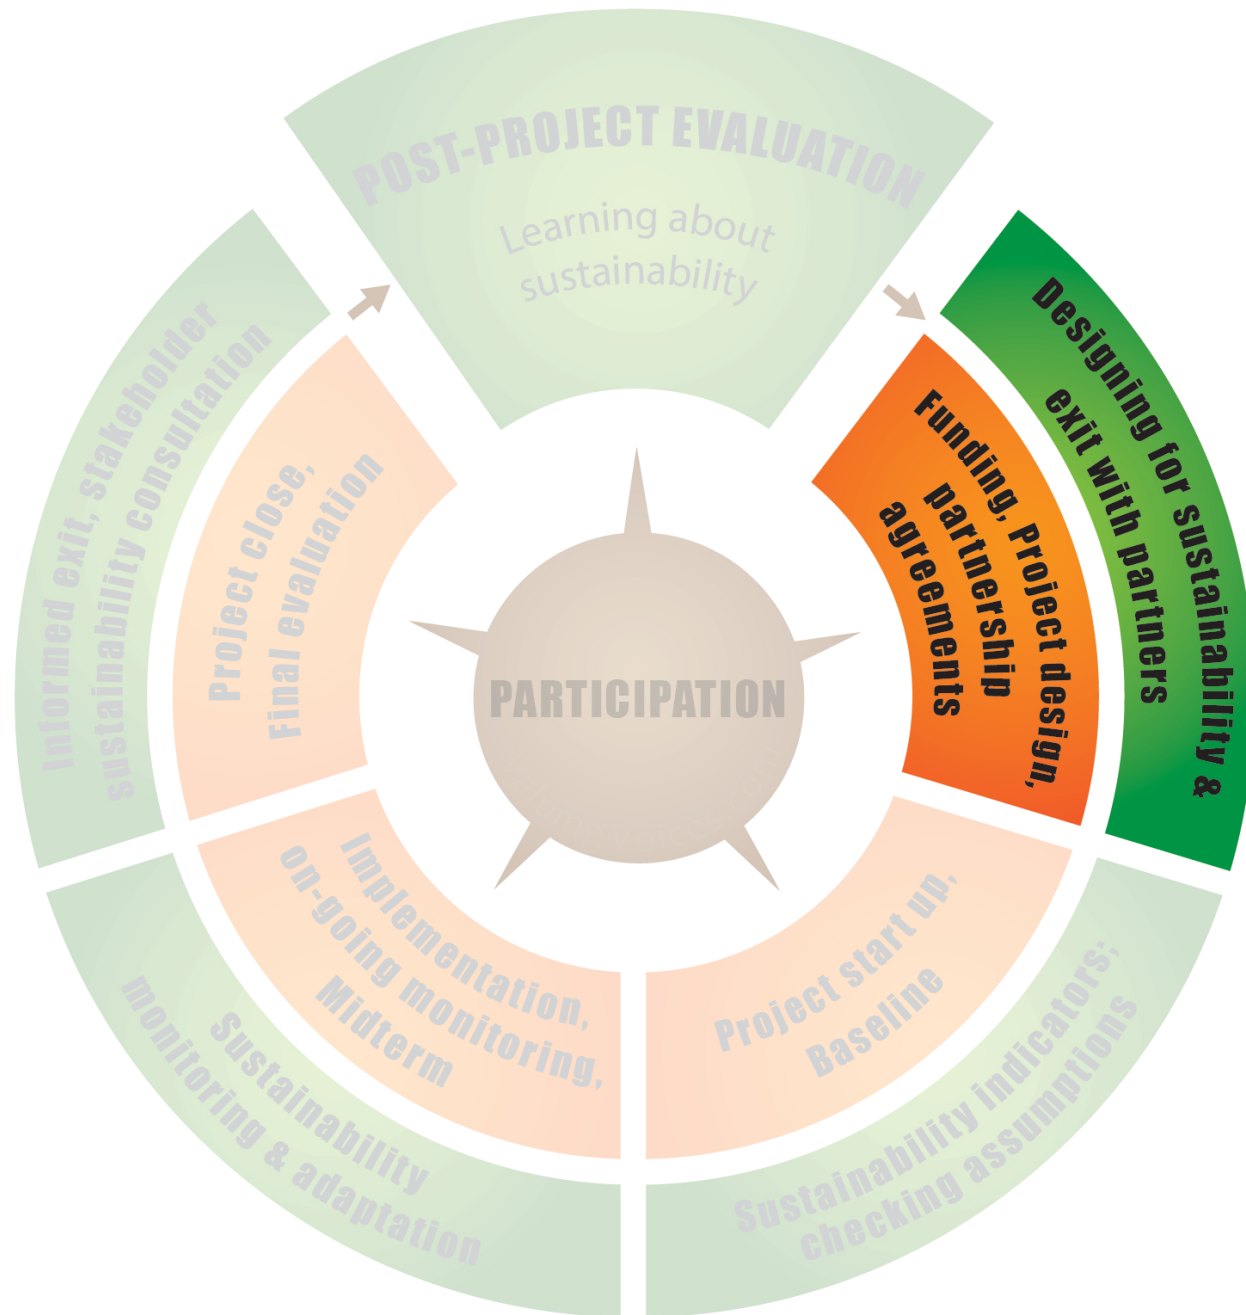 POST-PROJECT EVALUATION
Learning about
sustainability
Designing for sustainability &
exit with partners
Funding, Project design,
partnership
agreements
Project start up,
Baseline
Sustainability indicators;
checking assumptions
Implementation,
on-going monitoring,
Midterm
Sustainability
monitoring & adaptation
Project close,
Final evaluation
Informed exit, stakeholder
sustainability consultation
PARTICIPATION